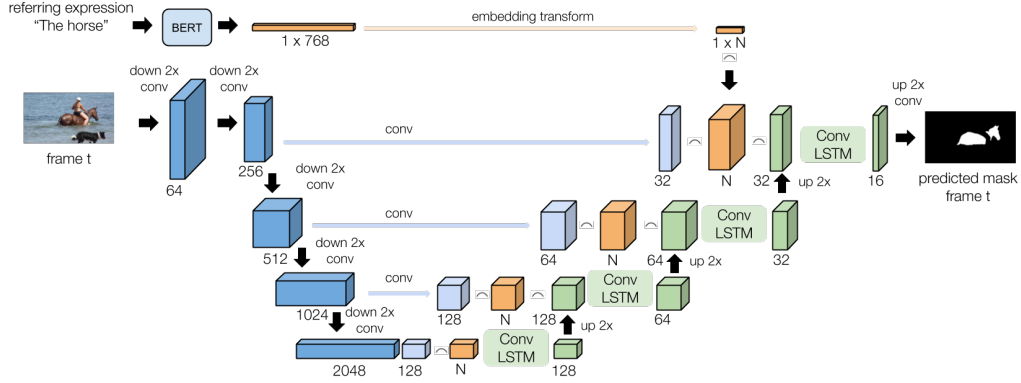 referring expression
“The horse”
BERT
1 x 768
embedding transform
1 x N
down 2x
conv
down 2x
conv
up 2x
conv
frame t
64
256
conv
32
N
32
Conv
LSTM
16
predicted mask
frame t
down 2x
conv
up 2x
512
conv
64
N
64
Conv
LSTM
32
down 2x
conv
up 2x
1024
conv
128
N
128
Conv
LSTM
64
down 2x
conv
up 2x
2048
128
N
Conv
LSTM
128